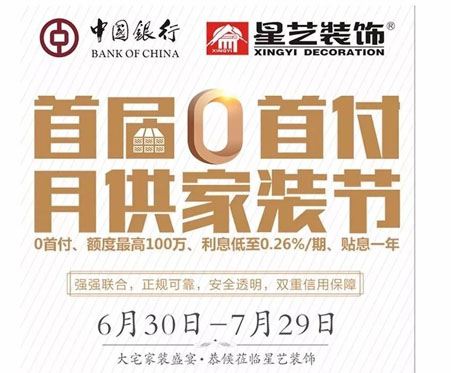 中國銀行 星艺装饰®
BANK OF CHINA XINGYI XINGYI DECORATION
首届0首付
月供家装节
0首付、额度最高100万、利息低至0.26%/期、贴息一年
强强联合，正规可靠，安全透明，双重信用保障
6月30日-7月29日
大宅家装盛宴·恭候莅临星艺装饰